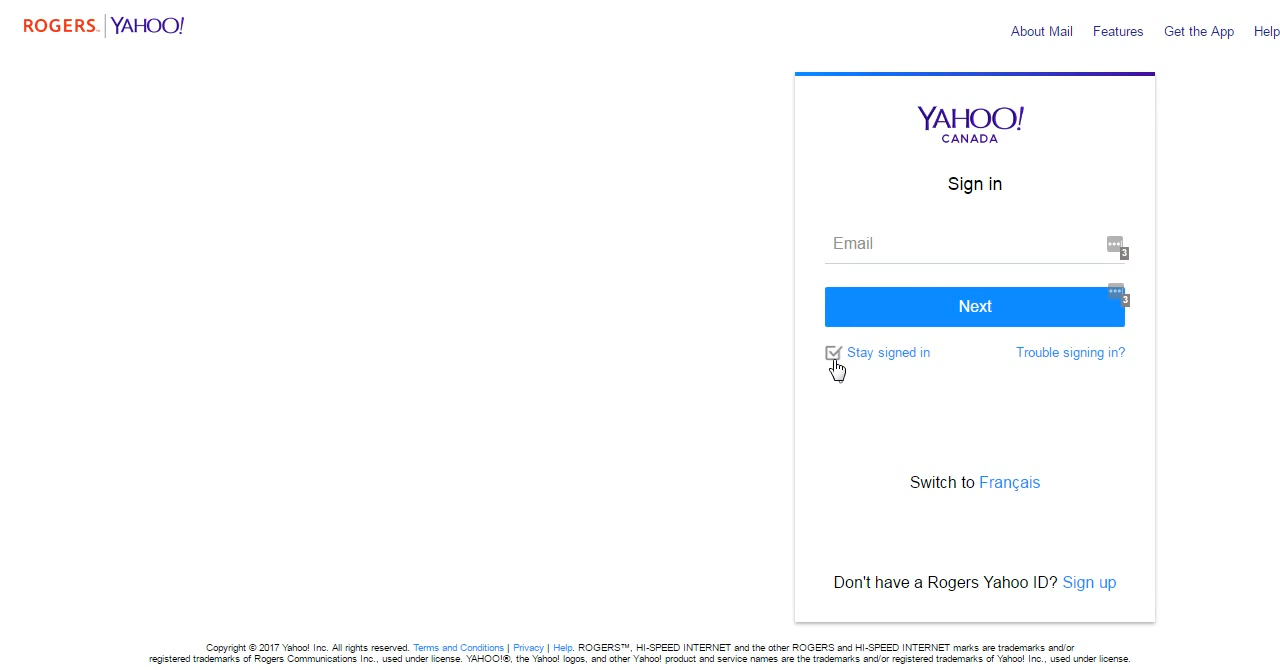 ROGERS™ YAHOO!
About Mail Features Get the App Help
YAHOO!
CANADA
Sign in
Email
3
Next
3
Stay signed in Trouble signing in?
Switch to Français
Don't have a Rogers Yahoo ID? Sign up
Copyright © 2017 Yahoo! Inc. All rights reserved. Terms and Conditions | Privacy | Help. ROGERS™, HI-SPEED INTERNET and the other ROGERS and HI-SPEED INTERNET marks are trademarks and/or
registered trademarks of Rogers Communications Inc., used under license. YAHOO!®, the Yahoo! logos, and other Yahoo! product and service names are the trademarks and/or registered trademarks of Yahoo! Inc., used under license.